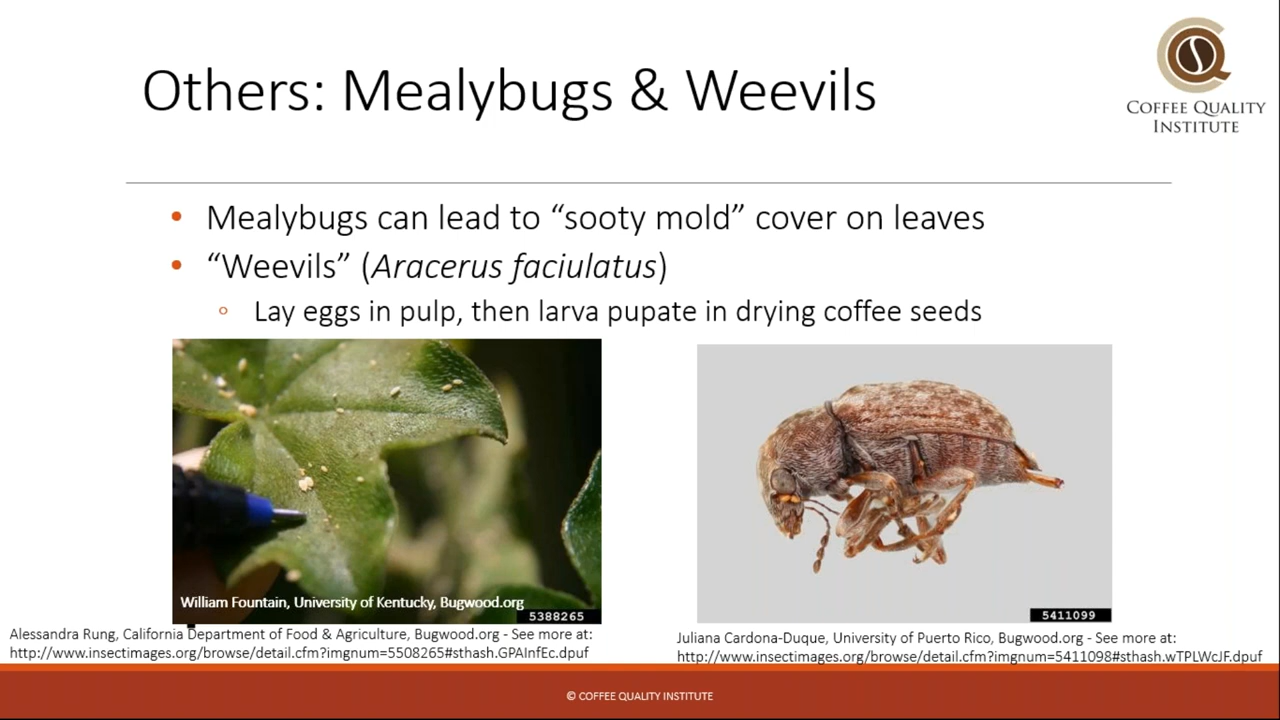 Others: Mealybugs & Weevils
COFFEE QUALITY
INSTITUTE
• Mealybugs can lead to “sooty mold” cover on leaves
• “Weevils” (Aracerus faciulatus)
◦ Lay eggs in pulp, then larva pupate in drying coffee seeds
William Fountain, University of Kentucky, Bugwood.org
5388265
5411099
Alessandra Rung, California Department of Food & Agriculture, Bugwood.org - See more at:
http://www.insectimages.org/browse/detail.cfm?imgnum=5508265#sthash.GPAInfEc.dpuf
Juliana Cardona-Duque, University of Puerto Rico, Bugwood.org - See more at:
http://www.insectimages.org/browse/detail.cfm?imgnum=5411098#sthash.wTPLWcJF.dpuf
© COFFEE QUALITY INSTITUTE